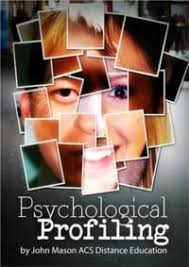 Psychological
Profiling
by John Mason ACS Distance Education